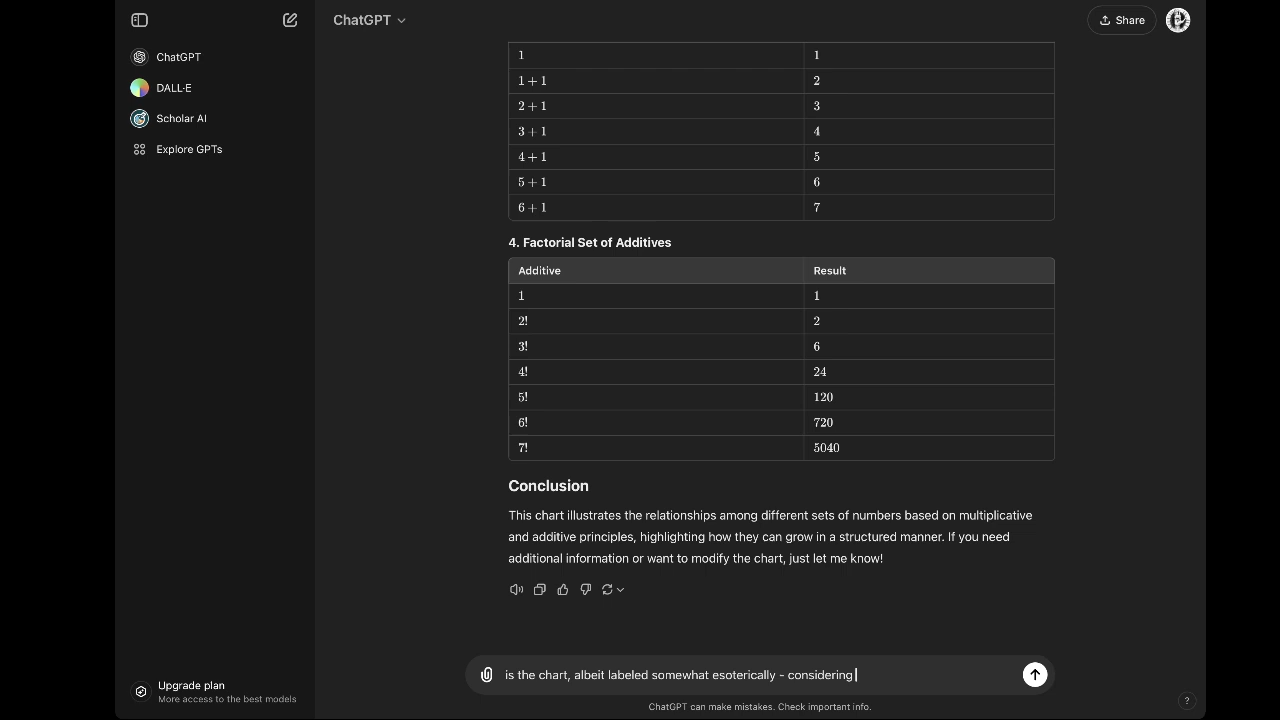 ChatGPT
Share
ChatGPT
DALL·E
Scholar AI
Explore GPTs
1 1
1 + 1 2
2 + 1 3
3 + 1 4
4 + 1 5
5 + 1 6
6 + 1 7
4. Factorial Set of Additives
Additive Result
1 1
2! 2
3! 6
4! 24
5! 120
6! 720
7! 5040
Conclusion
This chart illustrates the relationships among different sets of numbers based on multiplicative
and additive principles, highlighting how they can grow in a structured manner. If you need
additional information or want to modify the chart, just let me know!
is the chart, albeit labeled somewhat esoterically - considering
Upgrade plan
More access to the best models
ChatGPT can make mistakes. Check important info.
?